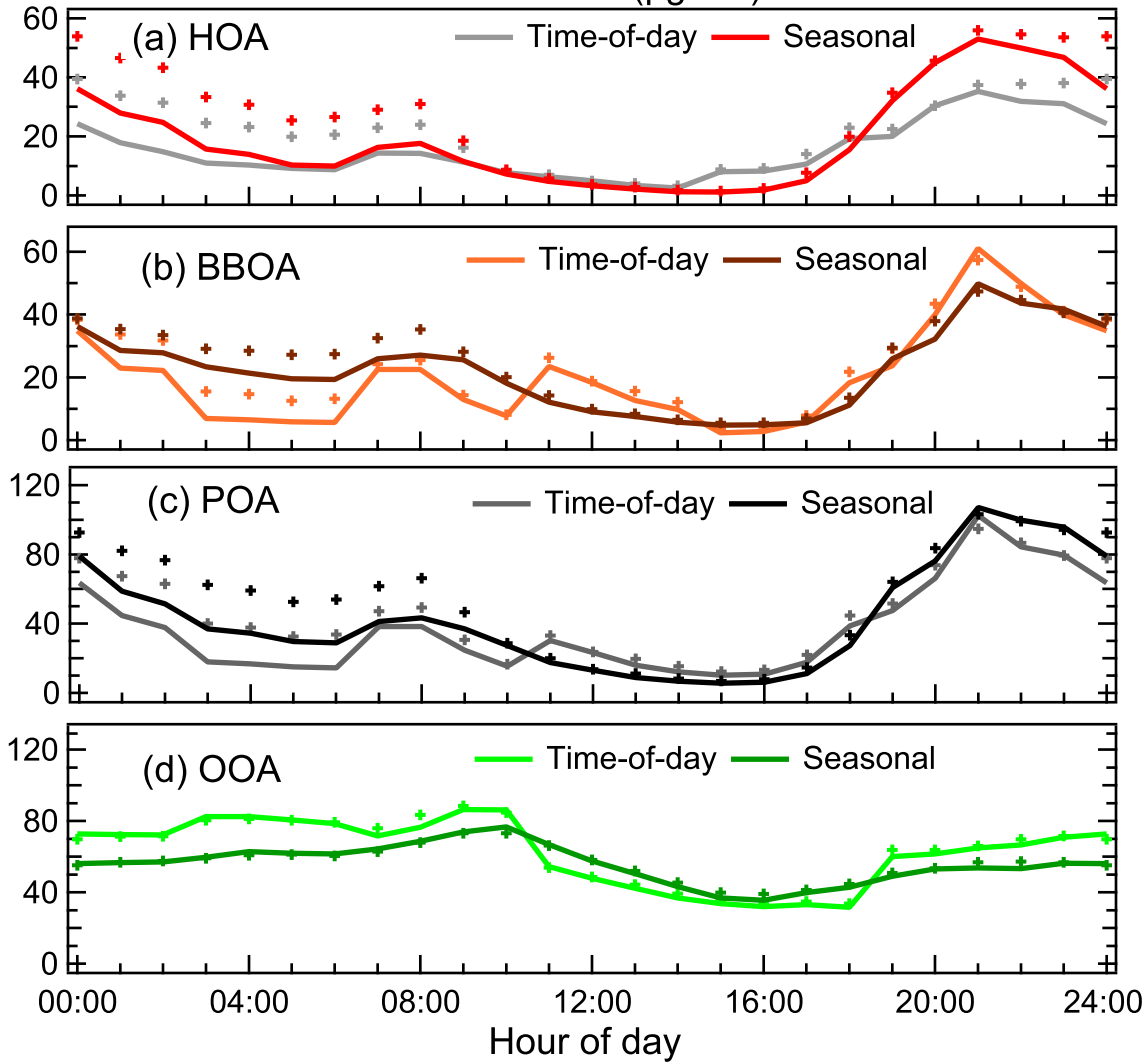 60
(a) HOA
Time-of-day
Seasonal
40
20
0
60
(b) BBOA
Time-of-day
Seasonal
40
20
0
120
(c) POA
Time-of-day
Seasonal
80
40
0
120
(d) OOA
Time-of-day
Seasonal
80
40
0
00:00 04:00 08:00 12:00 16:00 20:00 24:00
Hour of day